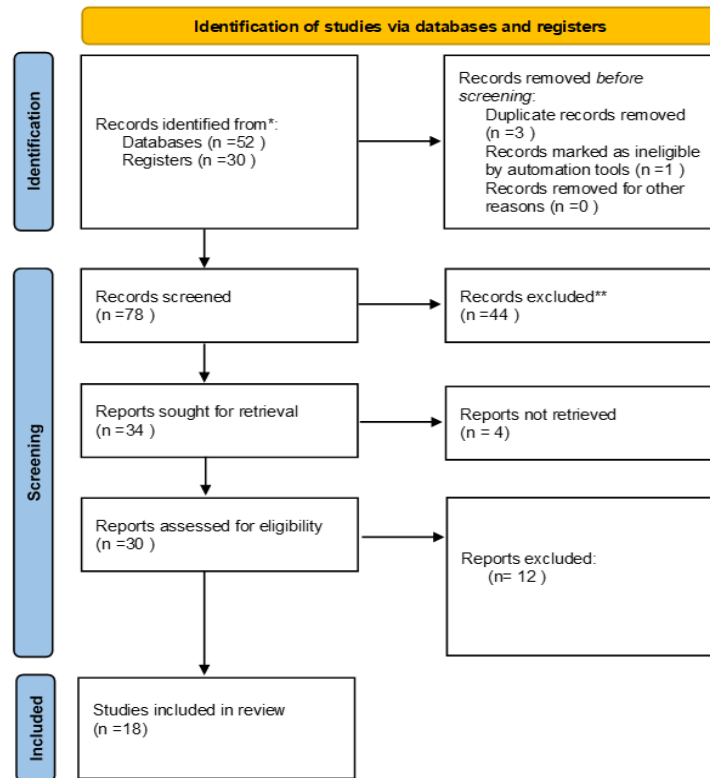 Identification of studies via databases and registers
Identification
Records identified from*:
Databases (n =52 )
Registers (n =30 )
Records removed before
screening:
Duplicate records removed
(n =3 )
Records marked as ineligible
by automation tools (n =1 )
Records removed for other
reasons (n =0 )
Screening
Records screened
(n =78 )
Records excluded**
(n =44 )
Reports sought for retrieval
(n =34 )
Reports not retrieved
(n = 4)
Reports assessed for eligibility
(n =30 )
Reports excluded:
(n= 12 )
Included
Studies included in review
(n =18)